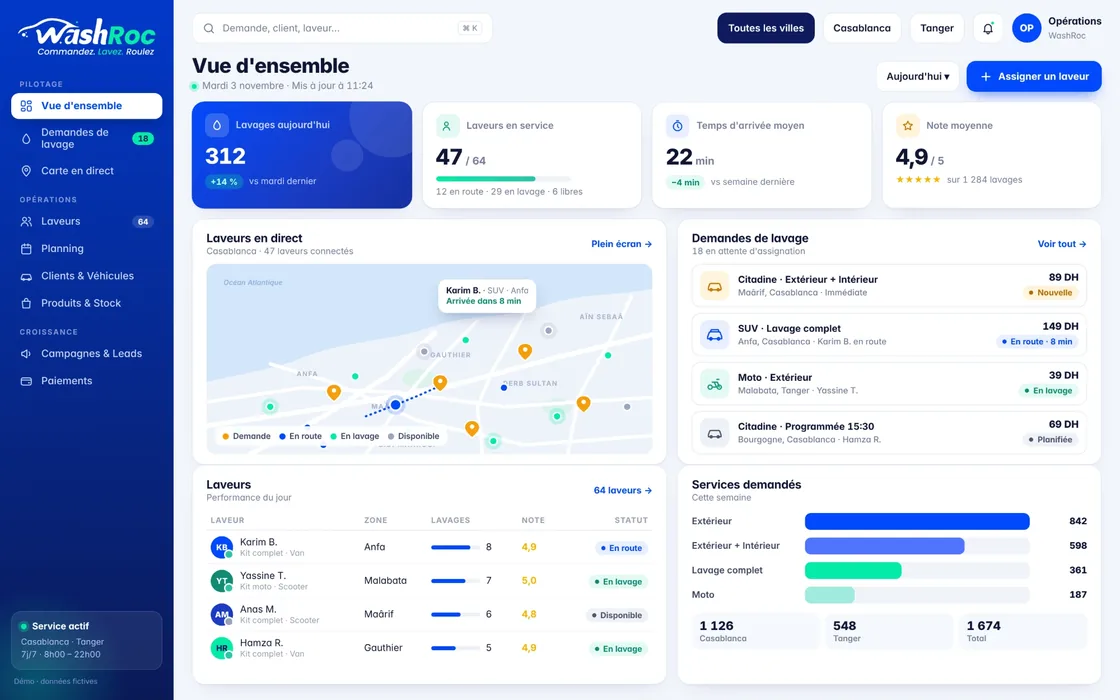 WashRoc
Commandez. Lavez. Roulez
PILOTAGE
Vue d'ensemble
Demandes de
lavage
18
Carte en direct
OPÉRATIONS
Laveurs
64
Planning
Clients & Véhicules
Produits & Stock
CROISSANCE
Campagnes & Leads
Paiements
Service actif
Casablanca · Tanger
7j/7 · 8h00 – 22h00
Démo · données fictives
Demande, client, laveur...
⌘ K
Toutes les villes
Casablanca
Tanger
OP
Opérations
WashRoc
Vue d'ensemble
Mardi 3 novembre · Mis à jour à 11:24
Aujourd'hui ▾
+ Assigner un laveur
Lavages aujourd'hui
312
+14 % vs mardi dernier
Laveurs en service
47 / 64
12 en route · 29 en lavage · 6 libres
Temps d'arrivée moyen
22 min
−4 min vs semaine dernière
Note moyenne
4,9 / 5
★★★★★ sur 1 284 lavages
Laveurs en direct
Casablanca · 47 laveurs connectés
Plein écran →
Océan Atlantique
Karim B. · SUV · Anfa
Arrivée dans 8 min
AÏN SEBAÂ
GAUTHIER
ANFA
DERB SULTAN
Demande
En route
En lavage
Disponible
Demandes de lavage
18 en attente d'assignation
Voir tout →
Citadine · Extérieur + Intérieur
89 DH
Maârif, Casablanca · Immédiate
Nouvelle
SUV · Lavage complet
149 DH
Anfa, Casablanca · Karim B. en route
En route · 8 min
Moto · Extérieur
39 DH
Malabata, Tanger · Yassine T.
En lavage
Citadine · Programmée 15:30
69 DH
Bourgogne, Casablanca · Hamza R.
Planifiée
Laveurs
Performance du jour
64 laveurs →
LAVEUR ZONE LAVAGES NOTE STATUT
KB Karim B. Anfa 8 4,9 En route
Kit complet · Van
YT Yassine T. Malabata 7 5,0 En lavage
Kit moto · Scooter
AM Anas M. Maârif 6 4,8 Disponible
Kit complet · Scooter
HR Hamza R. Gauthier 5 4,9 En lavage
Kit complet · Van
Services demandés
Cette semaine
Extérieur 842
Extérieur + Intérieur 598
Lavage complet 361
Moto 187
1 126
Casablanca
548
Tanger
1 674
Total